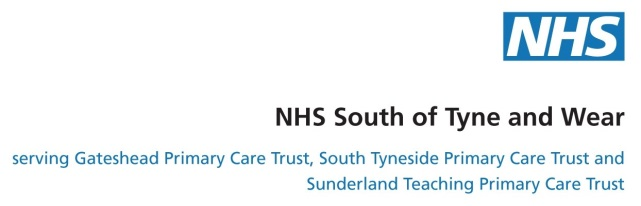 NHS
NHS South of Tyne and Wear
serving Gateshead Primary Care Trust, South Tyneside Primary Care Trust and
Sunderland Teaching Primary Care Trust